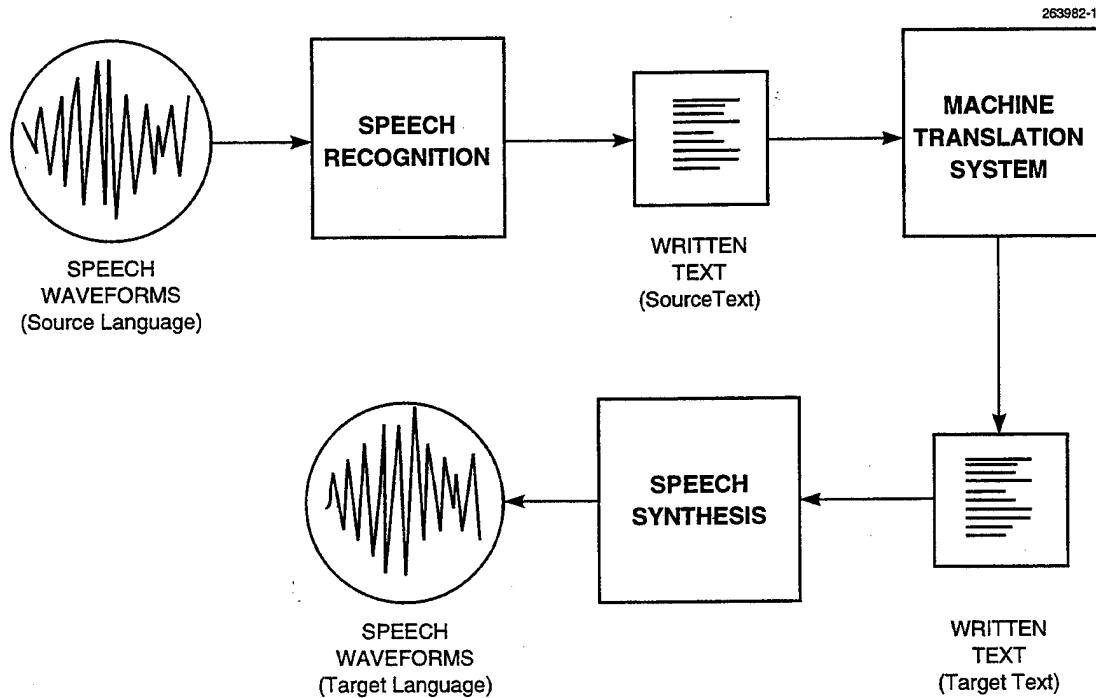 263982-1
SPEECH
RECOGNITION
MACHINE
TRANSLATION
SYSTEM
SPEECH
WAVEFORMS
(Source Language)
WRITTEN
TEXT
(SourceText)
SPEECH
SYNTHESIS
SPEECH
WAVEFORMS
(Target Language)
WRITTEN
TEXT
(Target Text)